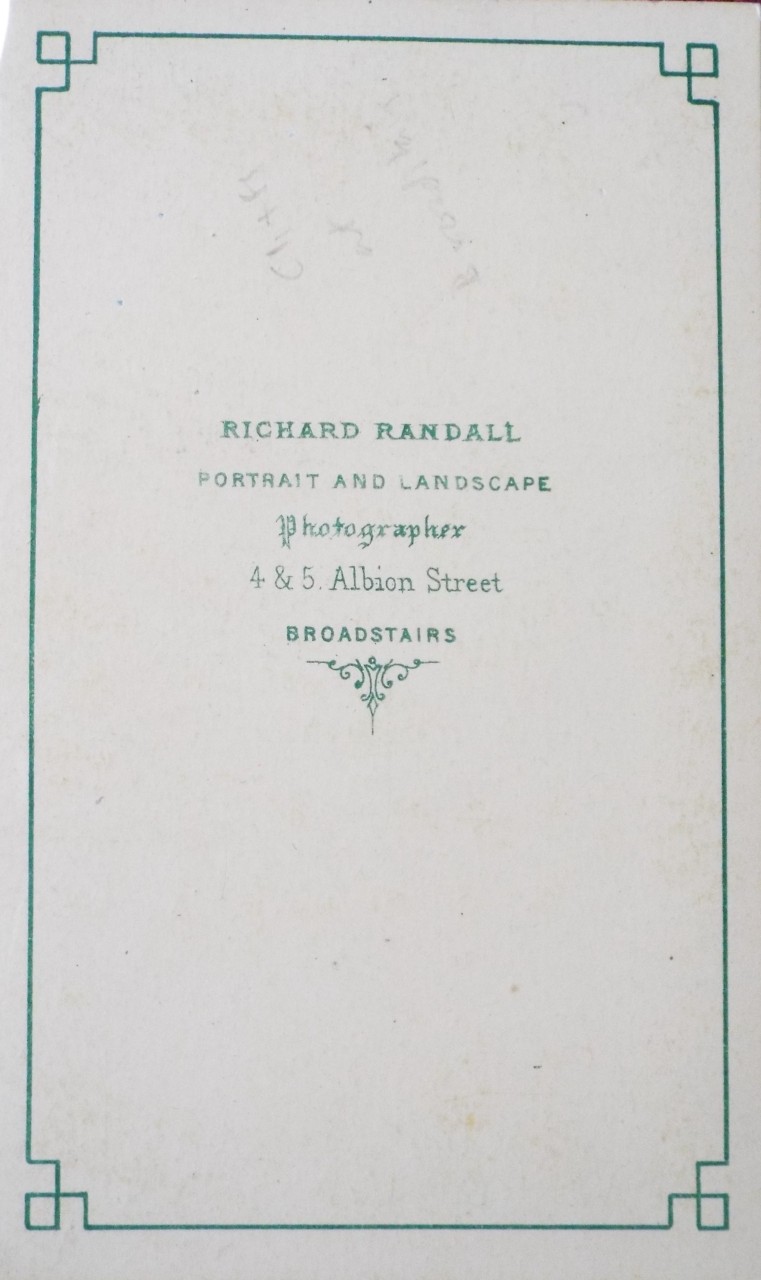 RICHARD RANDALL
PORTRAIT AND LANDSCAPE
Photographer
4 & 5. Albion Street
BROADSTAIRS